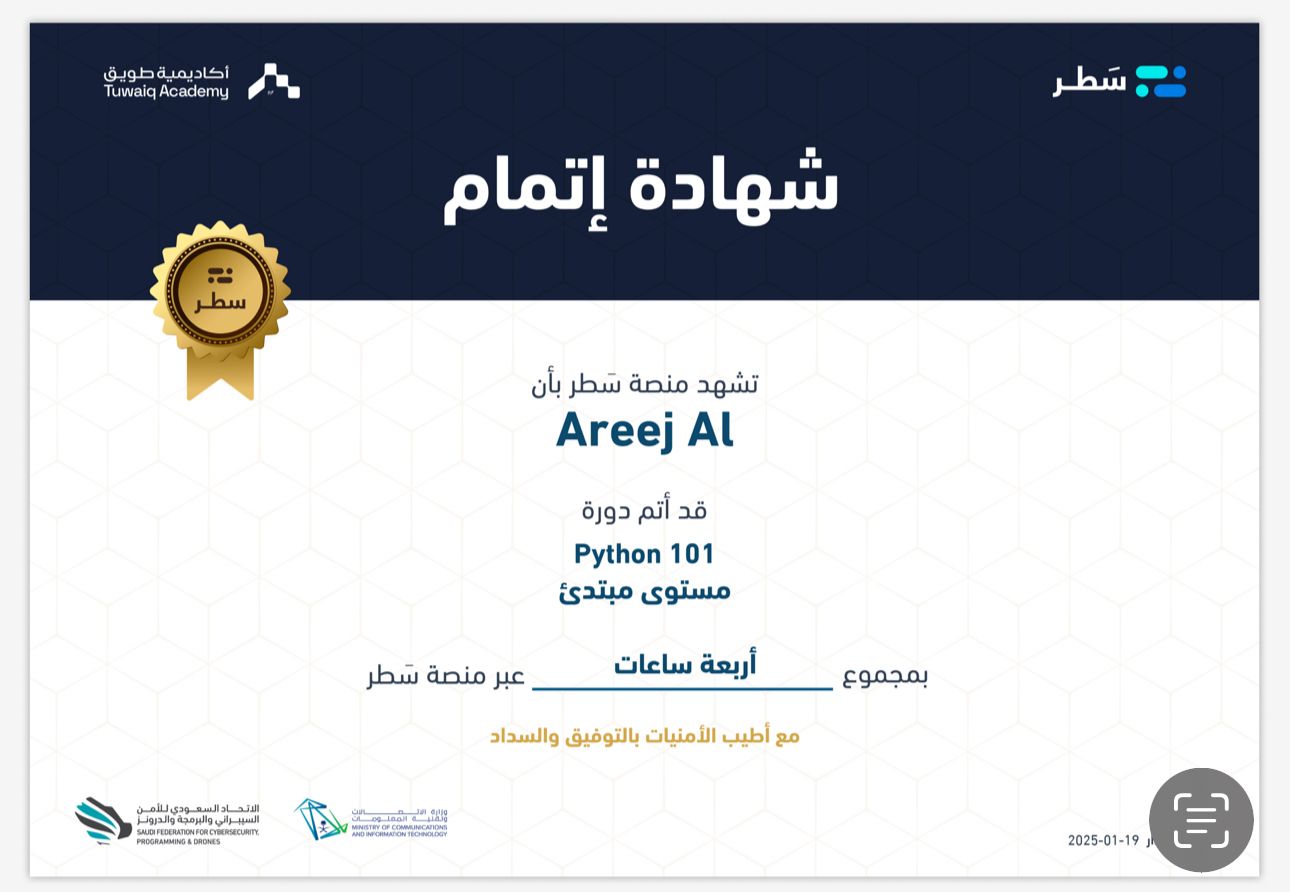 سَطر
أكاديمية طويق
Tuwaiq Academy
شهادة إتمام
سطر
تشهد منصة سَطر بأن
Areej Al
قد أتم دورة
Python 101
مستوى مبتدئ
بمجموع أربعة ساعات عبر منصة سَطر
مع أطيب الأمنيات بالتوفيق والسداد
وزارة الاتصالات
وتقنية المعلومات
MINISTRY OF COMMUNICATIONS
AND INFORMATION TECHNOLOGY
الاتحاد السعودي للأمن
السيبراني والبرمجة والدرونز
SAUDI FEDERATION FOR CYBERSECURITY,
PROGRAMMING & DRONES
2025-01-19